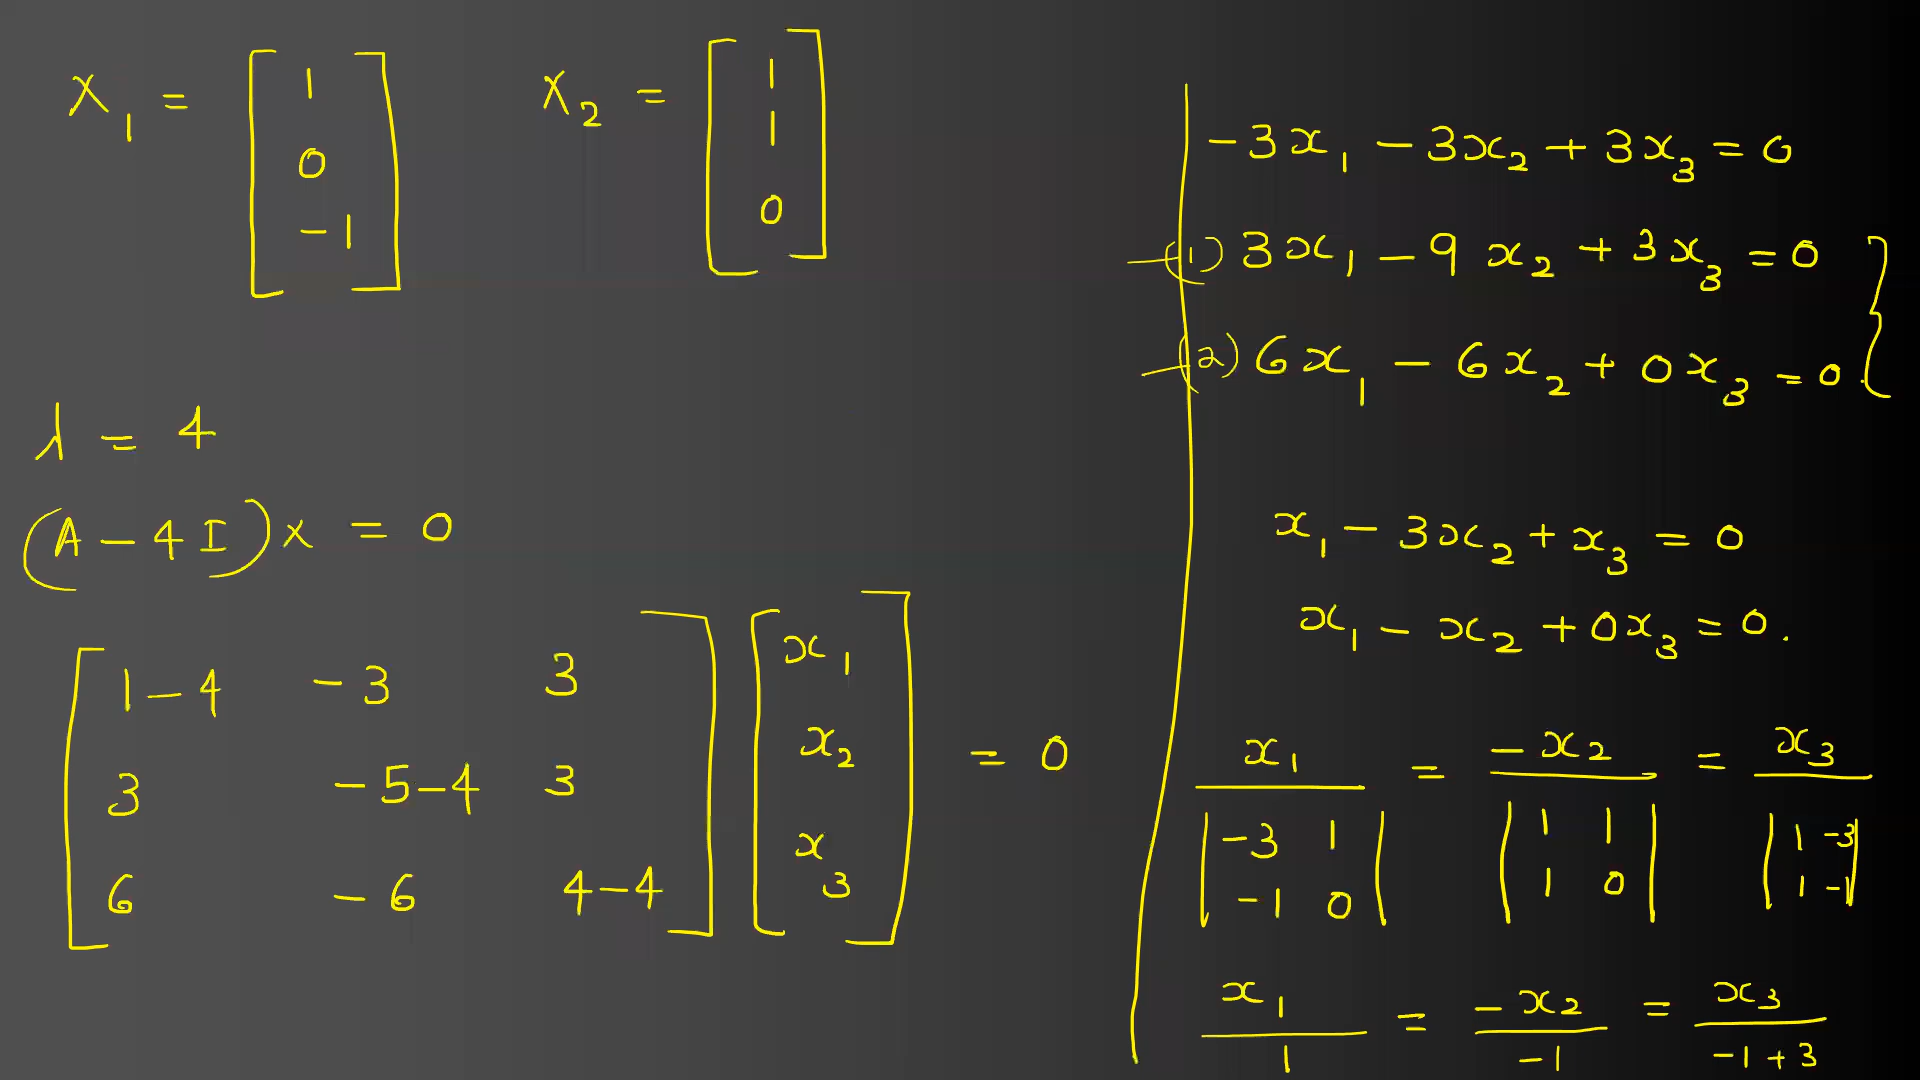 X₁ = [1 0 -1] X₂ = [1 1 0]
λ = 4
(A - 4I)x = 0
[1-4 -3 3] [x₁]
[3 -5-4 3] [x₂] = 0
[6 -6 4-4] [x₃]
-3x₁ - 3x₂ + 3x₃ = 0
—(1) 3x₁ - 9x₂ + 3x₃ = 0 }
—(2) 6x₁ - 6x₂ + 0x₃ = 0. }
x₁ - 3x₂ + x₃ = 0
x₁ - x₂ + 0x₃ = 0.
x₁ = -x₂ = x₃
|-3 1| |1 1| |1 -3|
|-1 0| |1 0| |1 -1|
x₁ = -x₂ = x₃
1 -1 -1+3